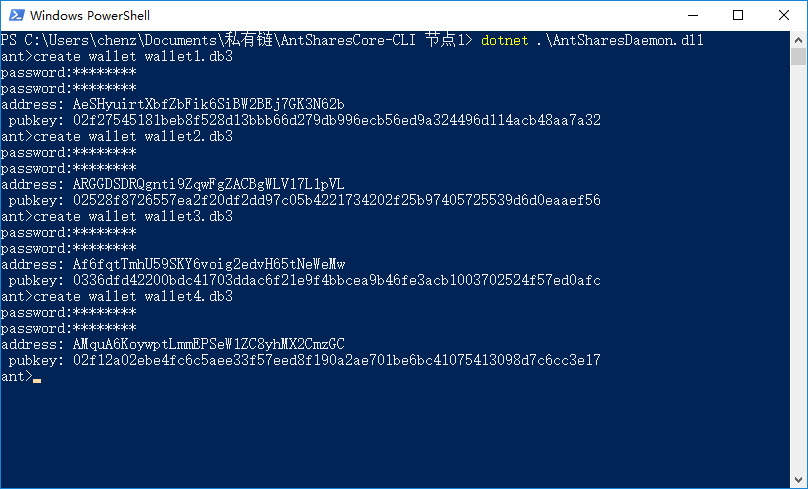 Windows PowerShell
PS C:\Users\chenz\Documents\私有链\AntSharesCore-CLI 节点1> dotnet .\AntSharesDaemon.dll
ant>create wallet wallet1.db3
password:********
password:********
address: AeSHyuirtXbfZbFik6SiBW2BEj7GK3N62b
pubkey: 02f27545181beb8f528d13bbb66d279db996ecb56ed9a324496d114acb48aa7a32
ant>create wallet wallet2.db3
password:********
password:********
address: ARGGDSDRQgnti9ZqwFgZACBgWLV17L1pVL
pubkey: 02528f8726557ea2f20df2dd97c05b4221734202f25b97405725539d6d0eaaef56
ant>create wallet wallet3.db3
password:********
password:********
address: Af6fqtTmhU59SKY6voig2edvH65tNeWeMw
pubkey: 0336dfd42200bdc41703ddac6f21e9f4bbcea9b46fe3acb1003702524f57ed0afc
ant>create wallet wallet4.db3
password:********
password:********
address: AMquA6KoywptLmmEPSeW1ZC8yhMX2CmzGC
pubkey: 02f12a02ebe4fc6c5aee33f57eed8f190a2ae701be6bc41075413098d7c6cc3e17
ant>